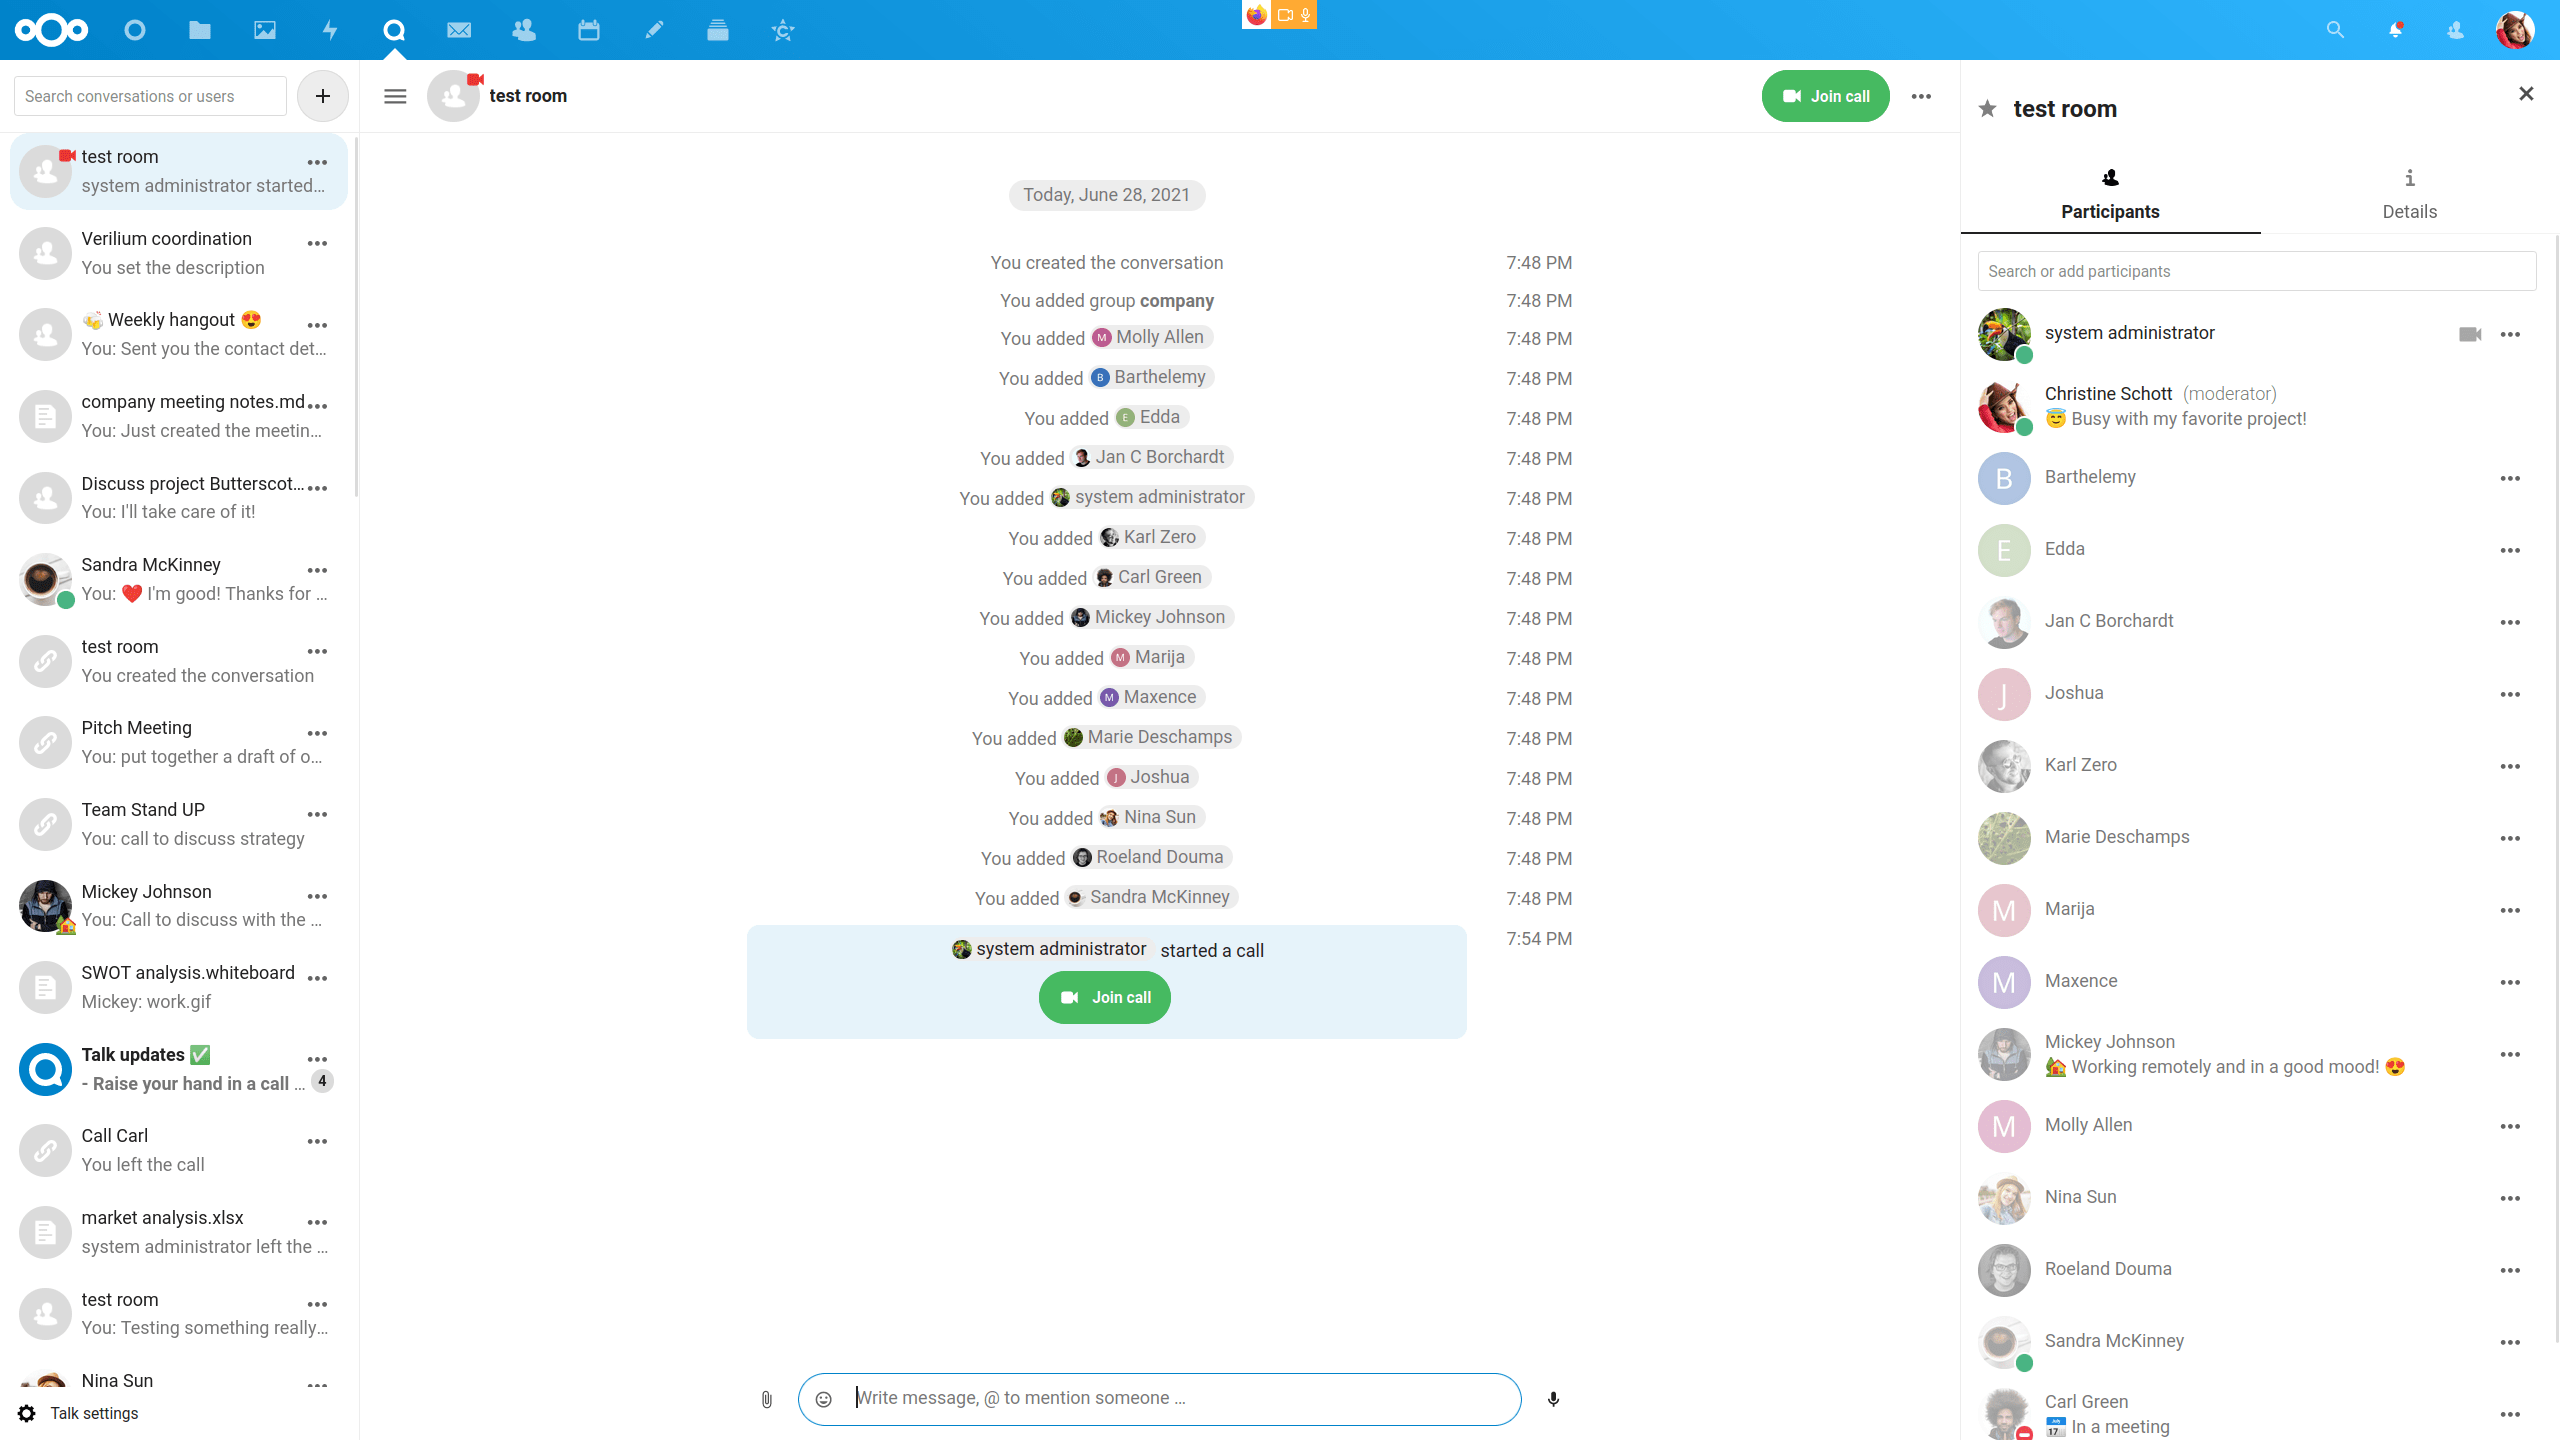 Search conversations or users
+
test room
system administrator started…
Verilium coordination
You set the description
🍻 Weekly hangout 😍
You: Sent you the contact det…
company meeting notes.md
You: Just created the meetin…
Discuss project Butterscot…
You: I'll take care of it!
Sandra McKinney
You: ❤️ I'm good! Thanks for …
test room
You created the conversation
Pitch Meeting
You: put together a draft of o…
Team Stand UP
You: call to discuss strategy
Mickey Johnson
You: Call to discuss with the …
SWOT analysis.whiteboard
Mickey: work.gif
Talk updates ✅
- Raise your hand in a call …
4
Call Carl
You left the call
market analysis.xlsx
system administrator left the …
test room
You: Testing something really…
Nina Sun
Talk settings
test room
Join call
Today, June 28, 2021
You created the conversation 7:48 PM
You added group company 7:48 PM
You added M Molly Allen 7:48 PM
You added B Barthelemy 7:48 PM
You added E Edda 7:48 PM
You added Jan C Borchardt 7:48 PM
You added system administrator 7:48 PM
You added Karl Zero 7:48 PM
You added Carl Green 7:48 PM
You added Mickey Johnson 7:48 PM
You added M Marija 7:48 PM
You added M Maxence 7:48 PM
You added Marie Deschamps 7:48 PM
You added J Joshua 7:48 PM
You added Nina Sun 7:48 PM
You added Roeland Douma 7:48 PM
You added Sandra McKinney 7:48 PM
system administrator started a call 7:54 PM
Join call
Write message, @ to mention someone …
test room
Participants
Details
Search or add participants
system administrator
Christine Schott (moderator)
😇 Busy with my favorite project!
B Barthelemy
E Edda
Jan C Borchardt
J Joshua
Karl Zero
Marie Deschamps
M Marija
M Maxence
Mickey Johnson
🏡 Working remotely and in a good mood! 😍
M Molly Allen
Nina Sun
Roeland Douma
Sandra McKinney
Carl Green
📅 In a meeting